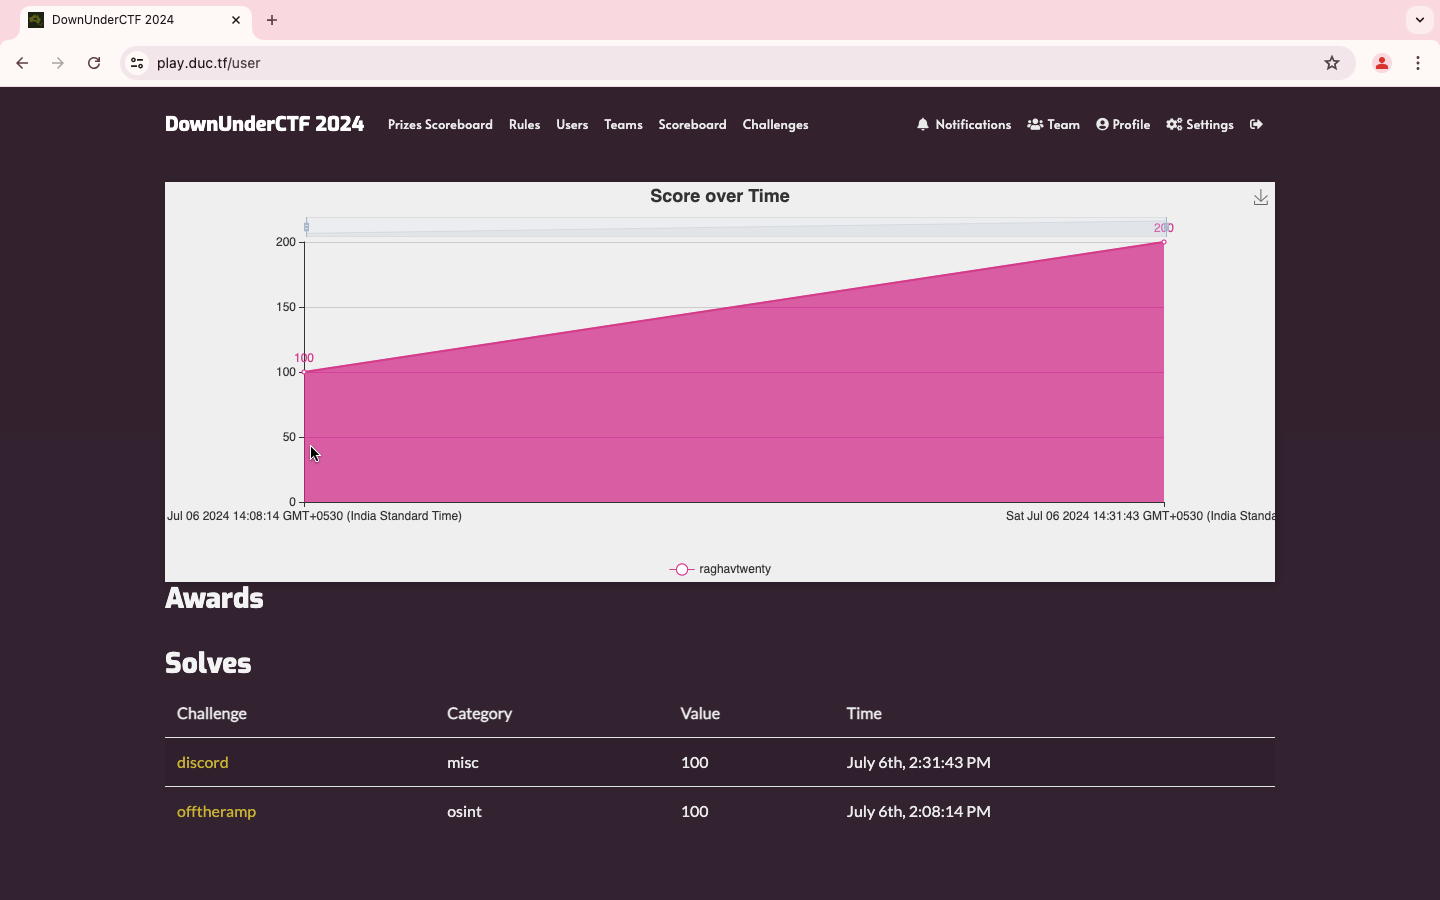 DownUnderCTF 2024
play.duc.tf/user
DownUnderCTF 2024 Prizes Scoreboard Rules Users Teams Scoreboard Challenges Notifications Team Profile Settings
Score over Time
200
200
150
100
100
50
0
Jul 06 2024 14:08:14 GMT+0530 (India Standard Time) Sat Jul 06 2024 14:31:43 GMT+0530 (India Standa
raghavtwenty
Awards
Solves
Challenge Category Value Time
discord misc 100 July 6th, 2:31:43 PM
offtheramp osint 100 July 6th, 2:08:14 PM